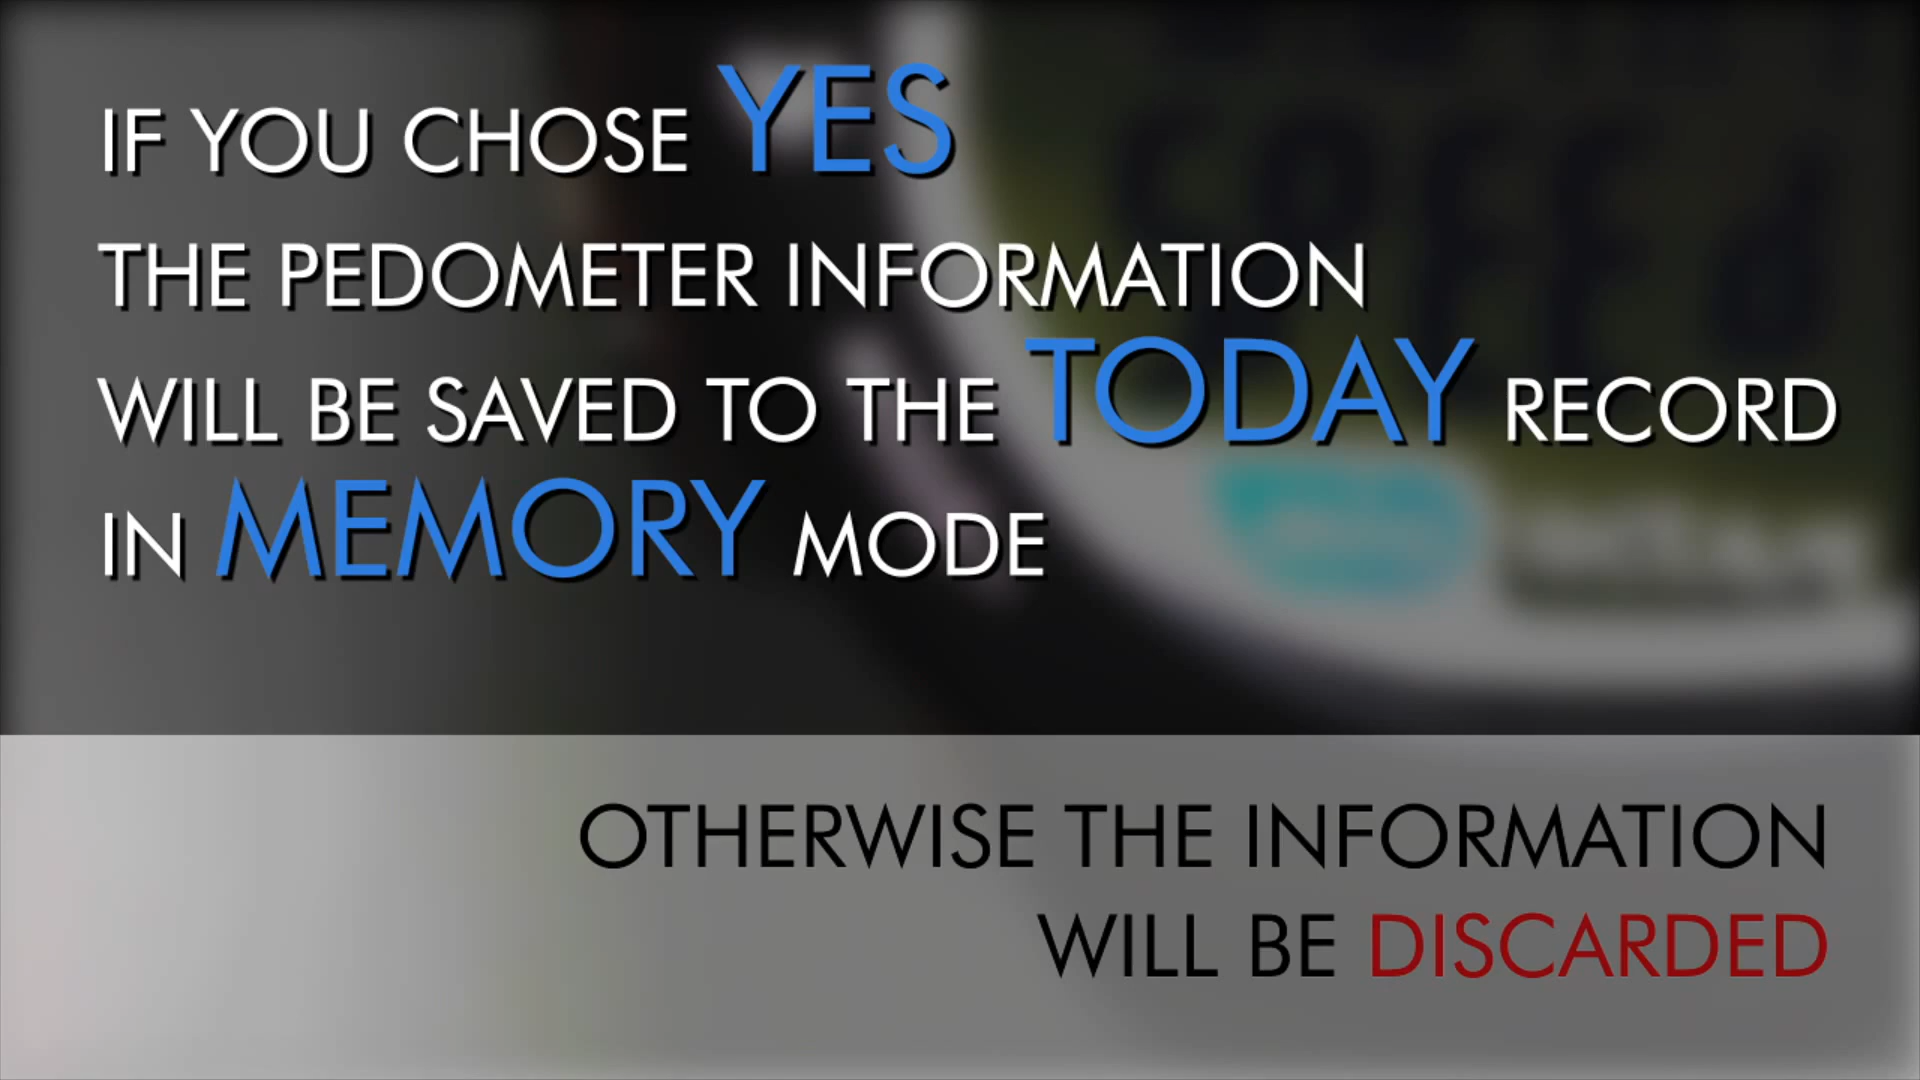 IF YOU CHOSE YES
THE PEDOMETER INFORMATION
WILL BE SAVED TO THE TODAY RECORD
IN MEMORY MODE
OTHERWISE THE INFORMATION
WILL BE DISCARDED